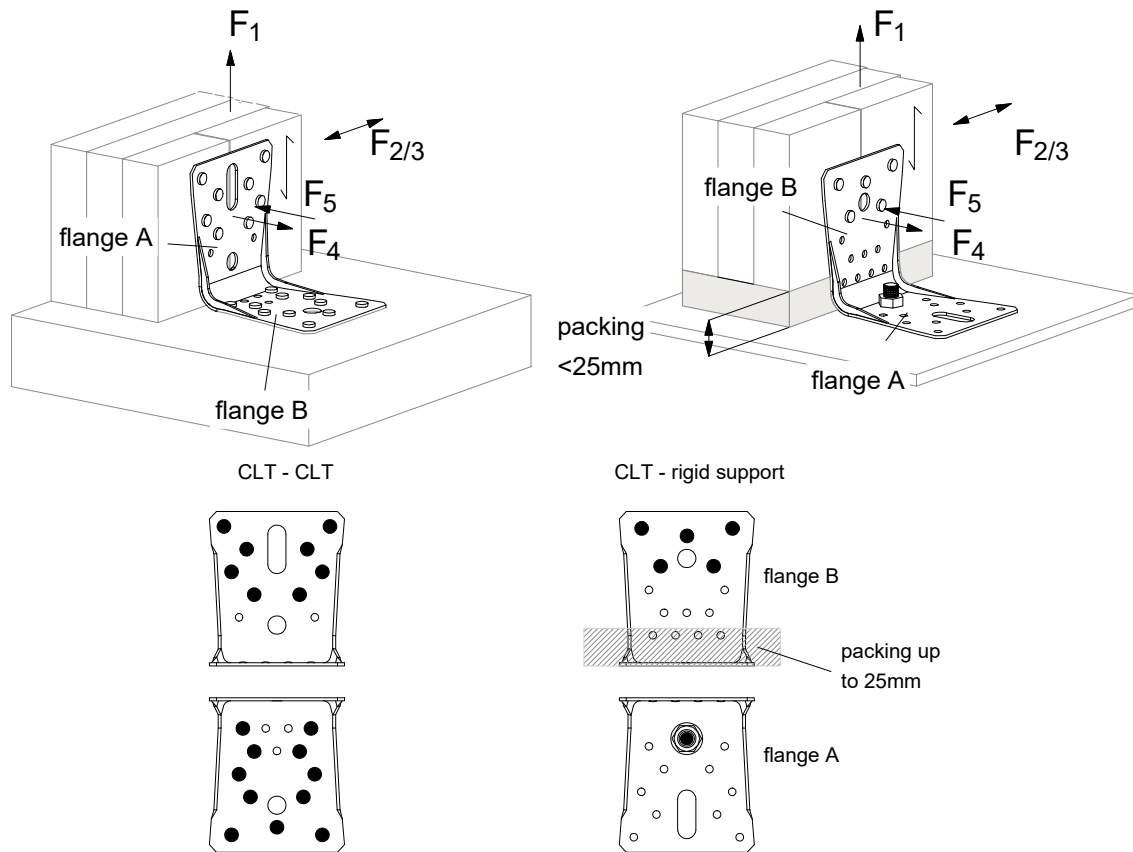 F1
F2/3
F5
F4
flange A
flange B
F1
F2/3
flange B
F5
F4
packing
<25mm
flange A
CLT - CLT
CLT - rigid support
flange B
packing up
to 25mm
flange A